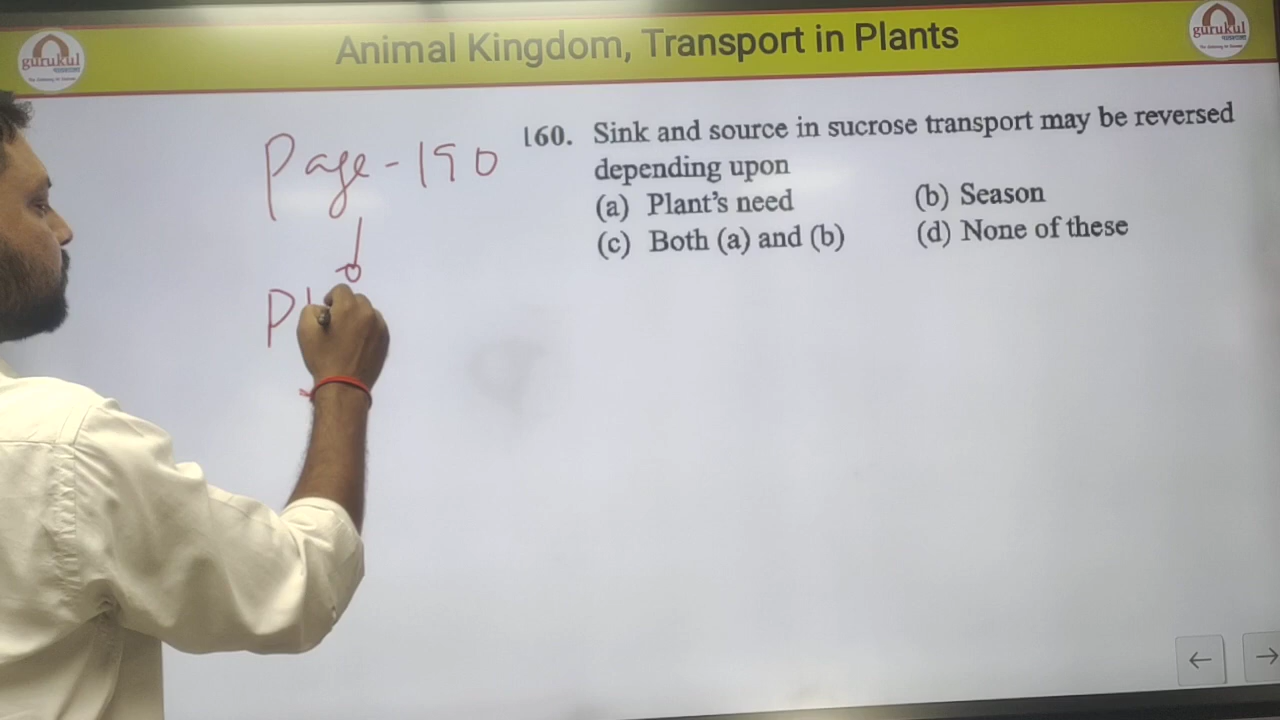 gurukul
Animal Kingdom, Transport in Plants
gurukul
Page - 190
160. Sink and source in sucrose transport may be reversed
depending upon
(a) Plant's need (b) Season
(c) Both (a) and (b) (d) None of these